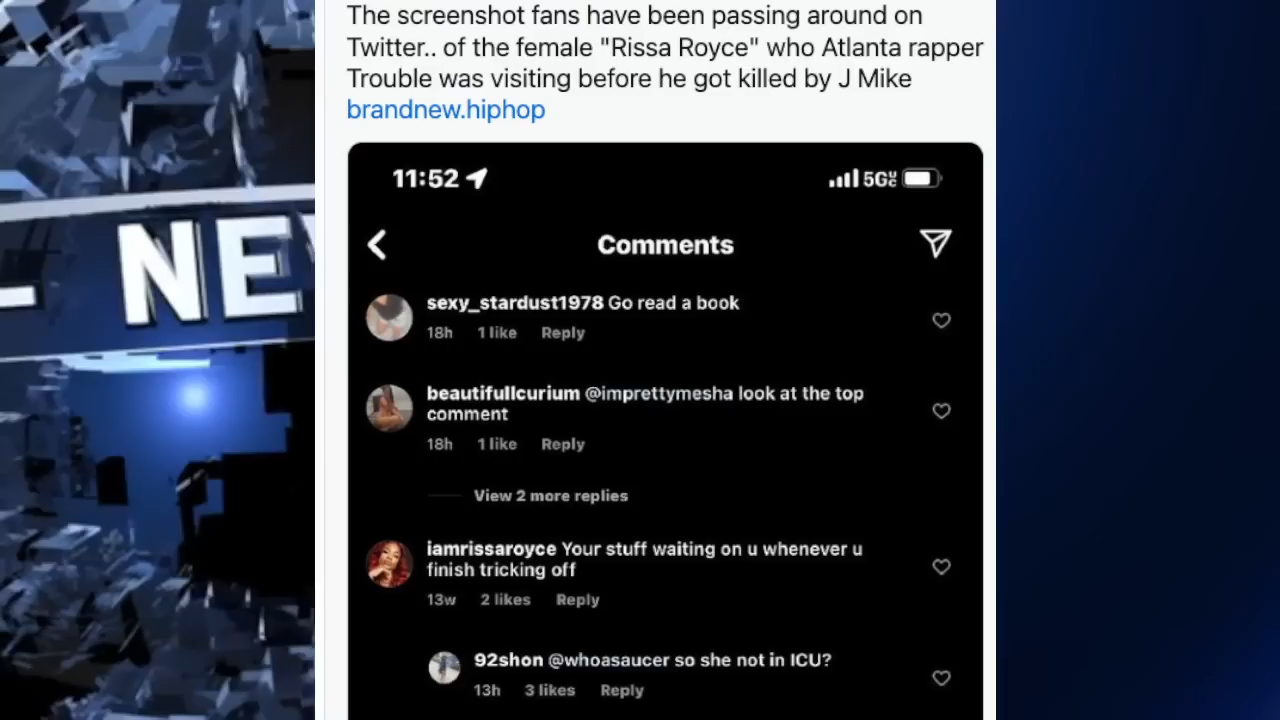 The screenshot fans have been passing around on
Twitter.. of the female "Rissa Royce" who Atlanta rapper
Trouble was visiting before he got killed by J Mike
brandnew.hiphop
11:52
5G
Comments
sexy_stardust1978 Go read a book
18h 1 like Reply
beautifullcurium @imprettymesha look at the top
comment
18h 1 like Reply
View 2 more replies
iamrissaroyce Your stuff waiting on u whenever u
finish tricking off
13w 2 likes Reply
92shon @whoasaucer so she not in ICU?
13h 3 likes Reply